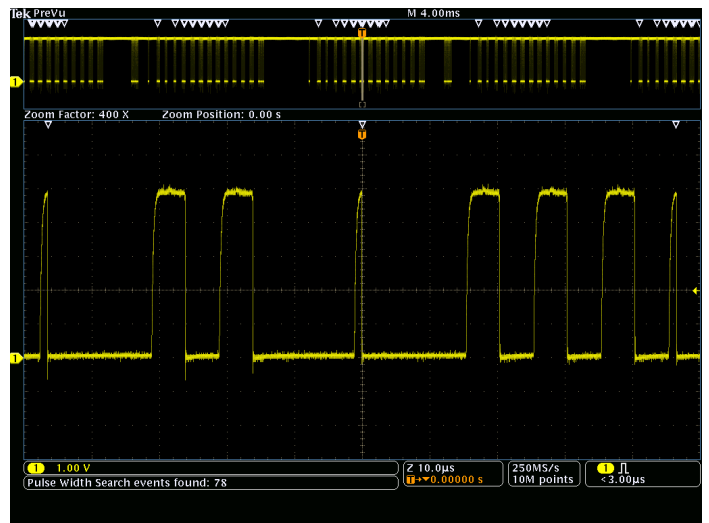 Tek PreVu M 4.00ms
T
1
Zoom Factor: 400 X Zoom Position: 0.00 s
T
1
1 1.00 V Z 10.0µs 250MS/s 1
Pulse Width Search events found: 78 T→▼0.00000 s 10M points <3.00µs